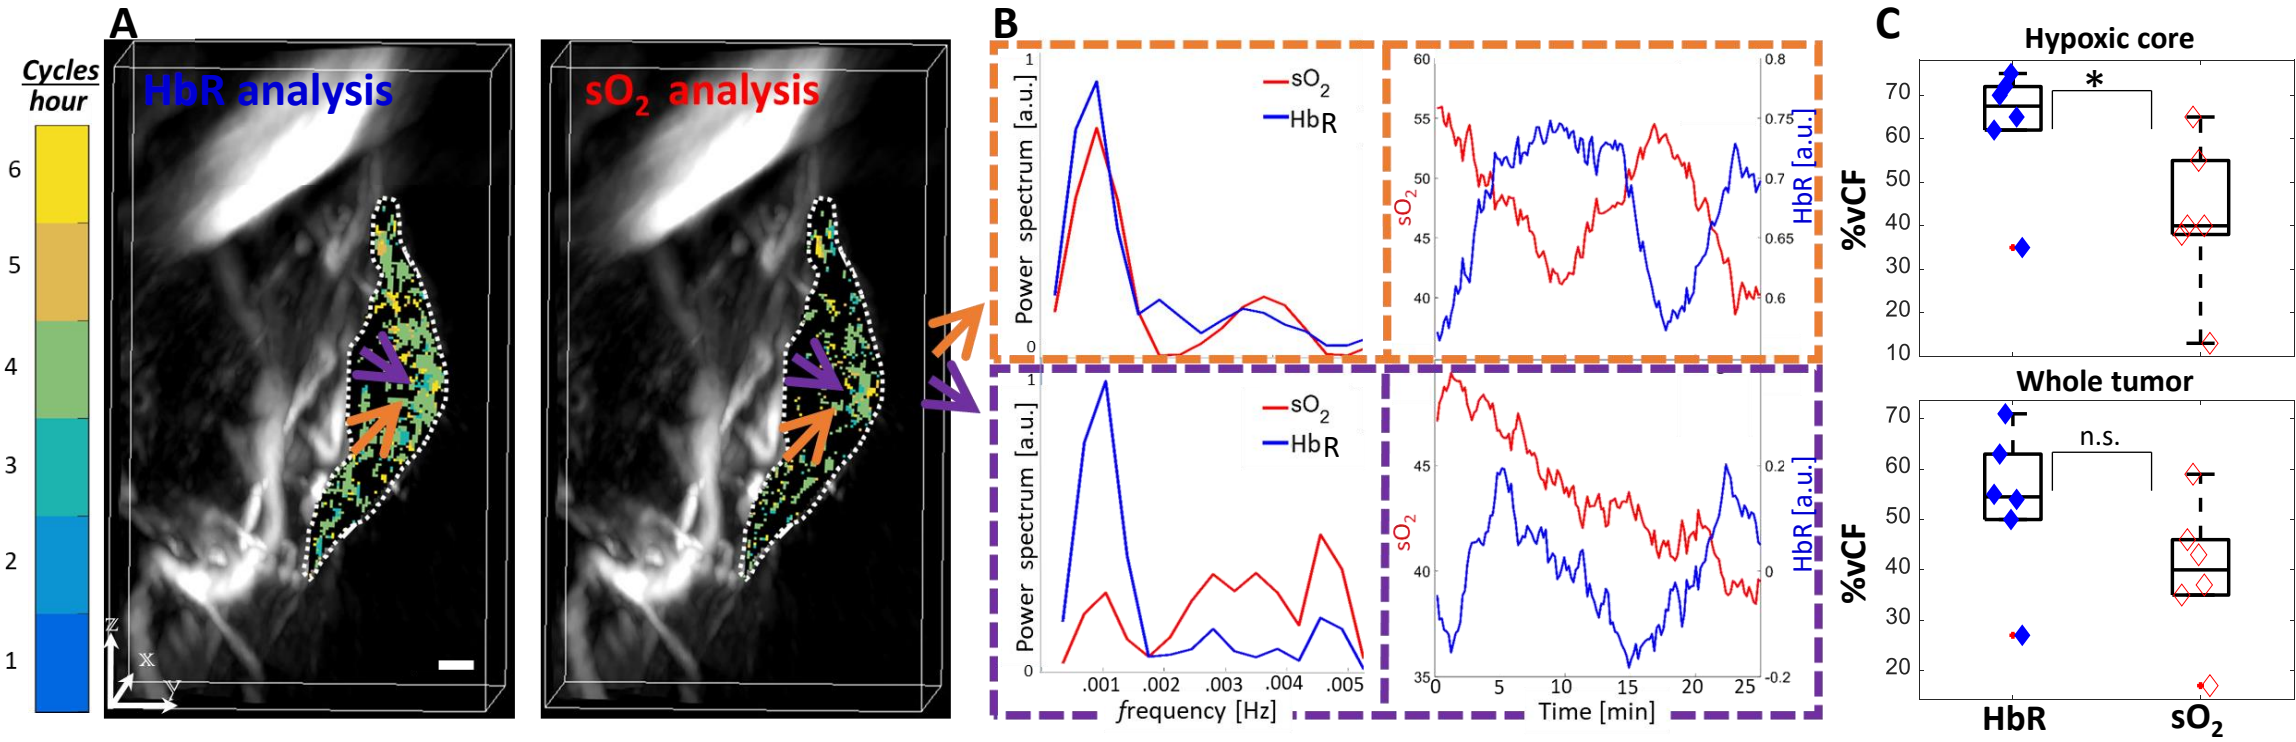 A
B
C
Cycles
hour
6
5
4
3
2
1
HbR analysis
sO₂ analysis
z
x
y
Power spectrum [a.u.]
1
0
sO₂
HbR
60
55
50
45
40
sO₂
0.8
0.75
0.7
0.65
0.6
HbR [a.u.]
Power spectrum [a.u.]
1
0
sO₂
HbR
.001 .002 .003 .004 .005
frequency [Hz]
45
40
35
sO₂
0.2
0
-0.2
HbR [a.u.]
0 5 10 15 20 25
Time [min]
Hypoxic core
*
%vCF
70
60
50
40
30
20
10
Whole tumor
n.s.
%vCF
70
60
50
40
30
20
HbR sO₂